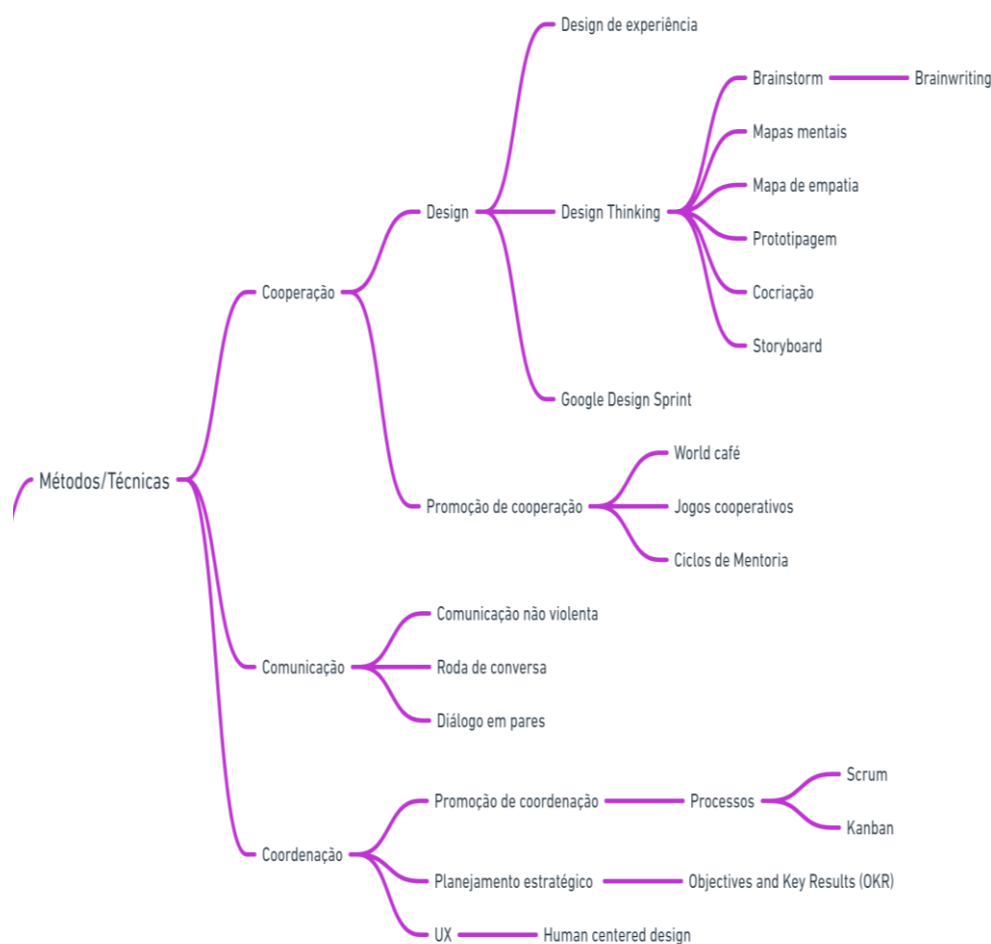 Design de experiência
Brainstorm
Brainwriting
Mapas mentais
Mapa de empatia
Design
Design Thinking
Prototipagem
Cooperação
Cocriação
Storyboard
Google Design Sprint
World café
Métodos/Técnicas
Promoção de cooperação
Jogos cooperativos
Ciclos de Mentoria
Comunicação não violenta
Comunicação
Roda de conversa
Diálogo em pares
Scrum
Promoção de coordenação
Processos
Kanban
Coordenação
Planejamento estratégico
Objectives and Key Results (OKR)
UX
Human centered design